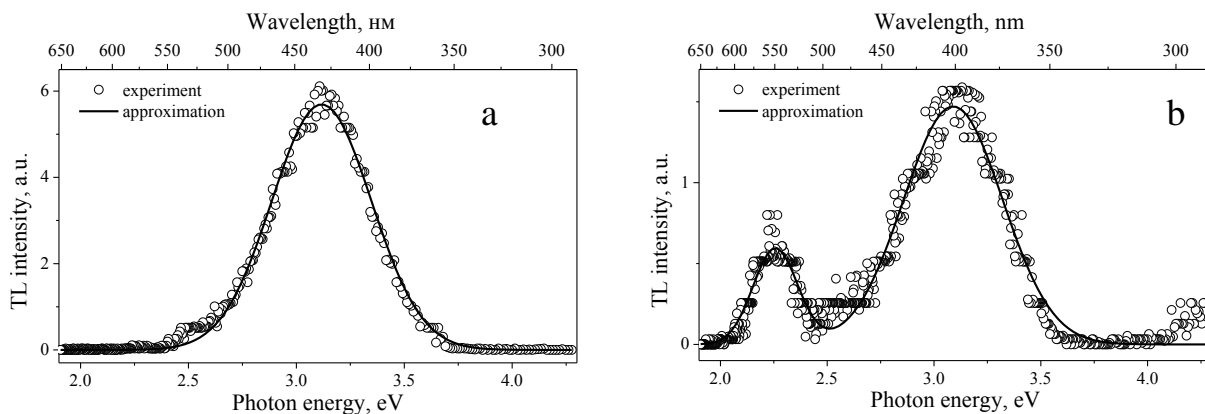 Wavelength, нм
650 600 550 500 450 400 350 300
experiment
approximation
a
TL intensity, a.u.
6
4
2
0
2.0 2.5 3.0 3.5 4.0
Photon energy, eV
Wavelength, nm
650 600 550 500 450 400 350 300
experiment
approximation
b
TL intensity, a.u.
1
0
2.0 2.5 3.0 3.5 4.0
Photon energy, eV